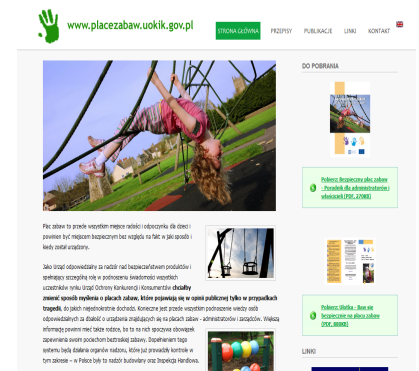 www.placezabaw.uokik.gov.pl
STRONA GŁÓWNA
PRZEPISY
PUBLIKACJE
LINKI
KONTAKT
DO POBRANIA
Pobierz Bezpieczny plac zabaw
- Poradnik dla administratorów i
właścicieli (PDF, 279KB)
Plac zabaw to przede wszystkim miejsce radości i odpoczynku dla dzieci i
powinien być miejscem bezpiecznym bez względu na fakt w jaki sposób i
kiedy został urządzony.
Jako Urząd odpowiedzialny za nadzór nad bezpieczeństwem produktów i
spełniający szczególną rolę w podnoszeniu świadomości wszystkich
uczestników rynku Urząd Ochrony Konkurencji i Konsumentów chciałby
zmienić sposób myślenia o placach zabaw, które pojawiają się w opinii publicznej tylko w przypadkach
tragedii, do jakich niejednokrotnie dochodzi. Konieczne jest przede wszystkim podnoszenie wiedzy osób
odpowiedzialnych za dbałość o urządzenia znajdujących się na placach zabaw - administratorów i zarządców. Większą
informację powinni mieć także rodzice, bo to na nich spoczywa obowiązek
zapewnienia swoim pociechom beztroskiej zabawy. Dopełnieniem tego
systemu będą działania organów nadzoru, które już prowadziły kontrole w
tym zakresie – w Polsce były to nadzór budowlany oraz Inspekcja Handlowa.
Pobierz Ulotka - Baw się
bezpiecznie na placu zabaw
(PDF, 880KB)
LINKI